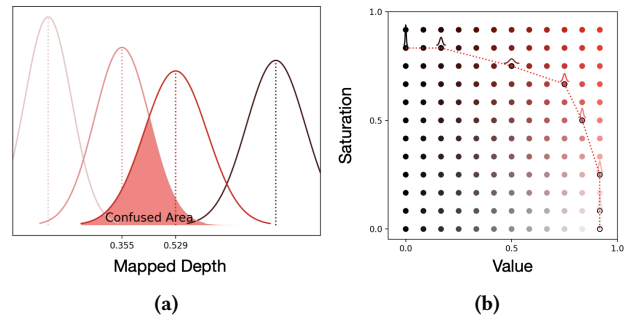 Confused Area
0.355
0.529
Mapped Depth
(a)
1.0
0.5
0.0
Saturation
0.0
0.5
1.0
Value
(b)